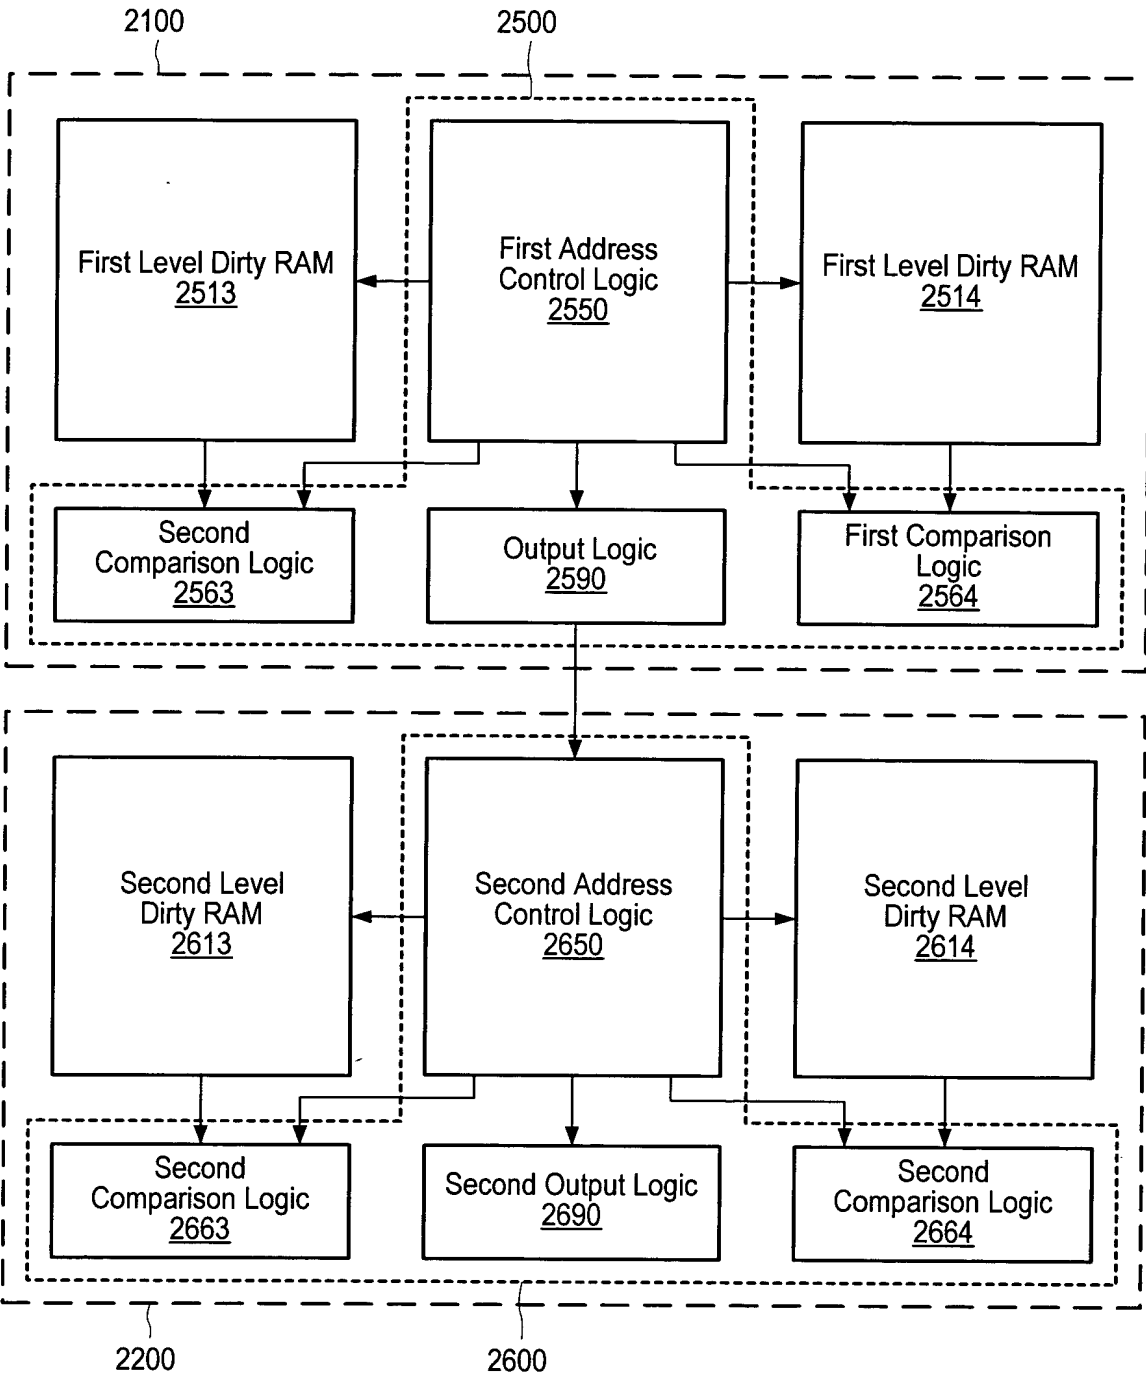 2100
2500
First Level Dirty RAM
2513
First Address
Control Logic
2550
First Level Dirty RAM
2514
Second
Comparison Logic
2563
Output Logic
2590
First Comparison
Logic
2564
Second Level
Dirty RAM
2613
Second Address
Control Logic
2650
Second Level
Dirty RAM
2614
Second
Comparison Logic
2663
Second Output Logic
2690
Second
Comparison Logic
2664
2200
2600